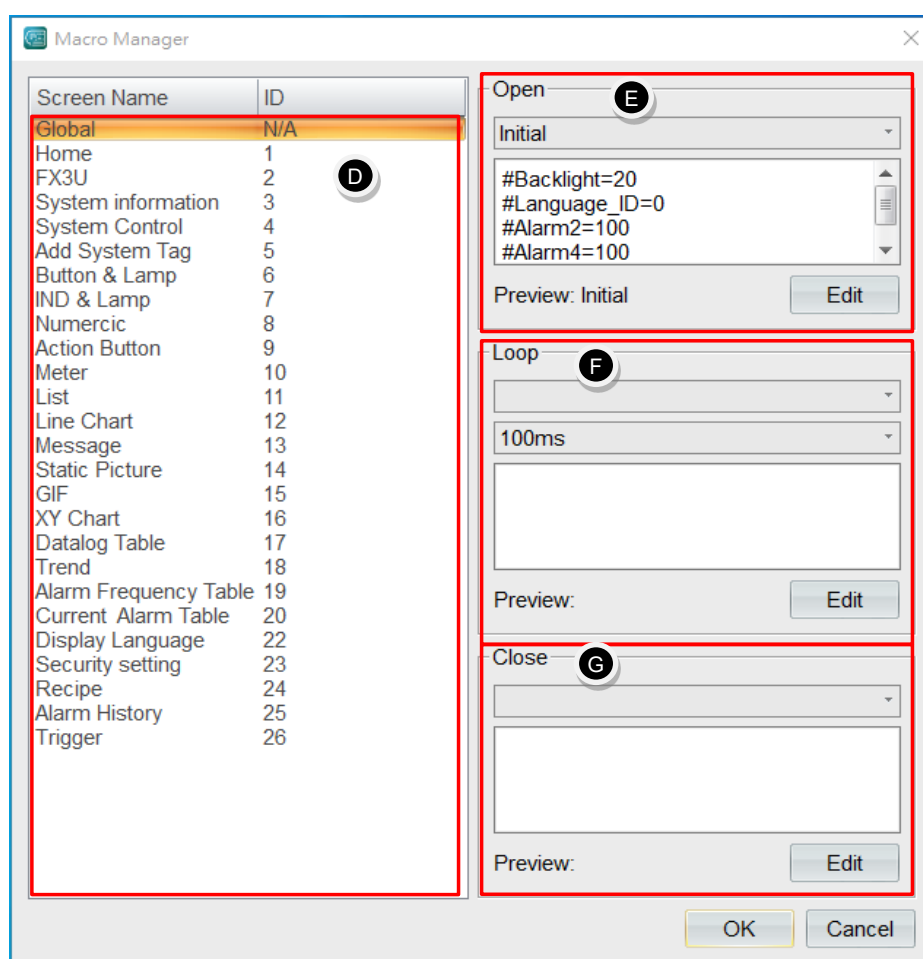 Macro Manager
Screen Name ID
Global N/A
Home 1
FX3U 2
System information 3
System Control 4
Add System Tag 5
Button & Lamp 6
IND & Lamp 7
Numercic 8
Action Button 9
Meter 10
List 11
Line Chart 12
Message 13
Static Picture 14
GIF 15
XY Chart 16
Datalog Table 17
Trend 18
Alarm Frequency Table 19
Current Alarm Table 20
Display Language 22
Security setting 23
Recipe 24
Alarm History 25
Trigger 26
D
Open
E
Initial
#Backlight=20
#Language_ID=0
#Alarm2=100
#Alarm4=100
Preview: Initial Edit
Loop
F
100ms
Preview: Edit
Close
G
Preview: Edit
OK Cancel